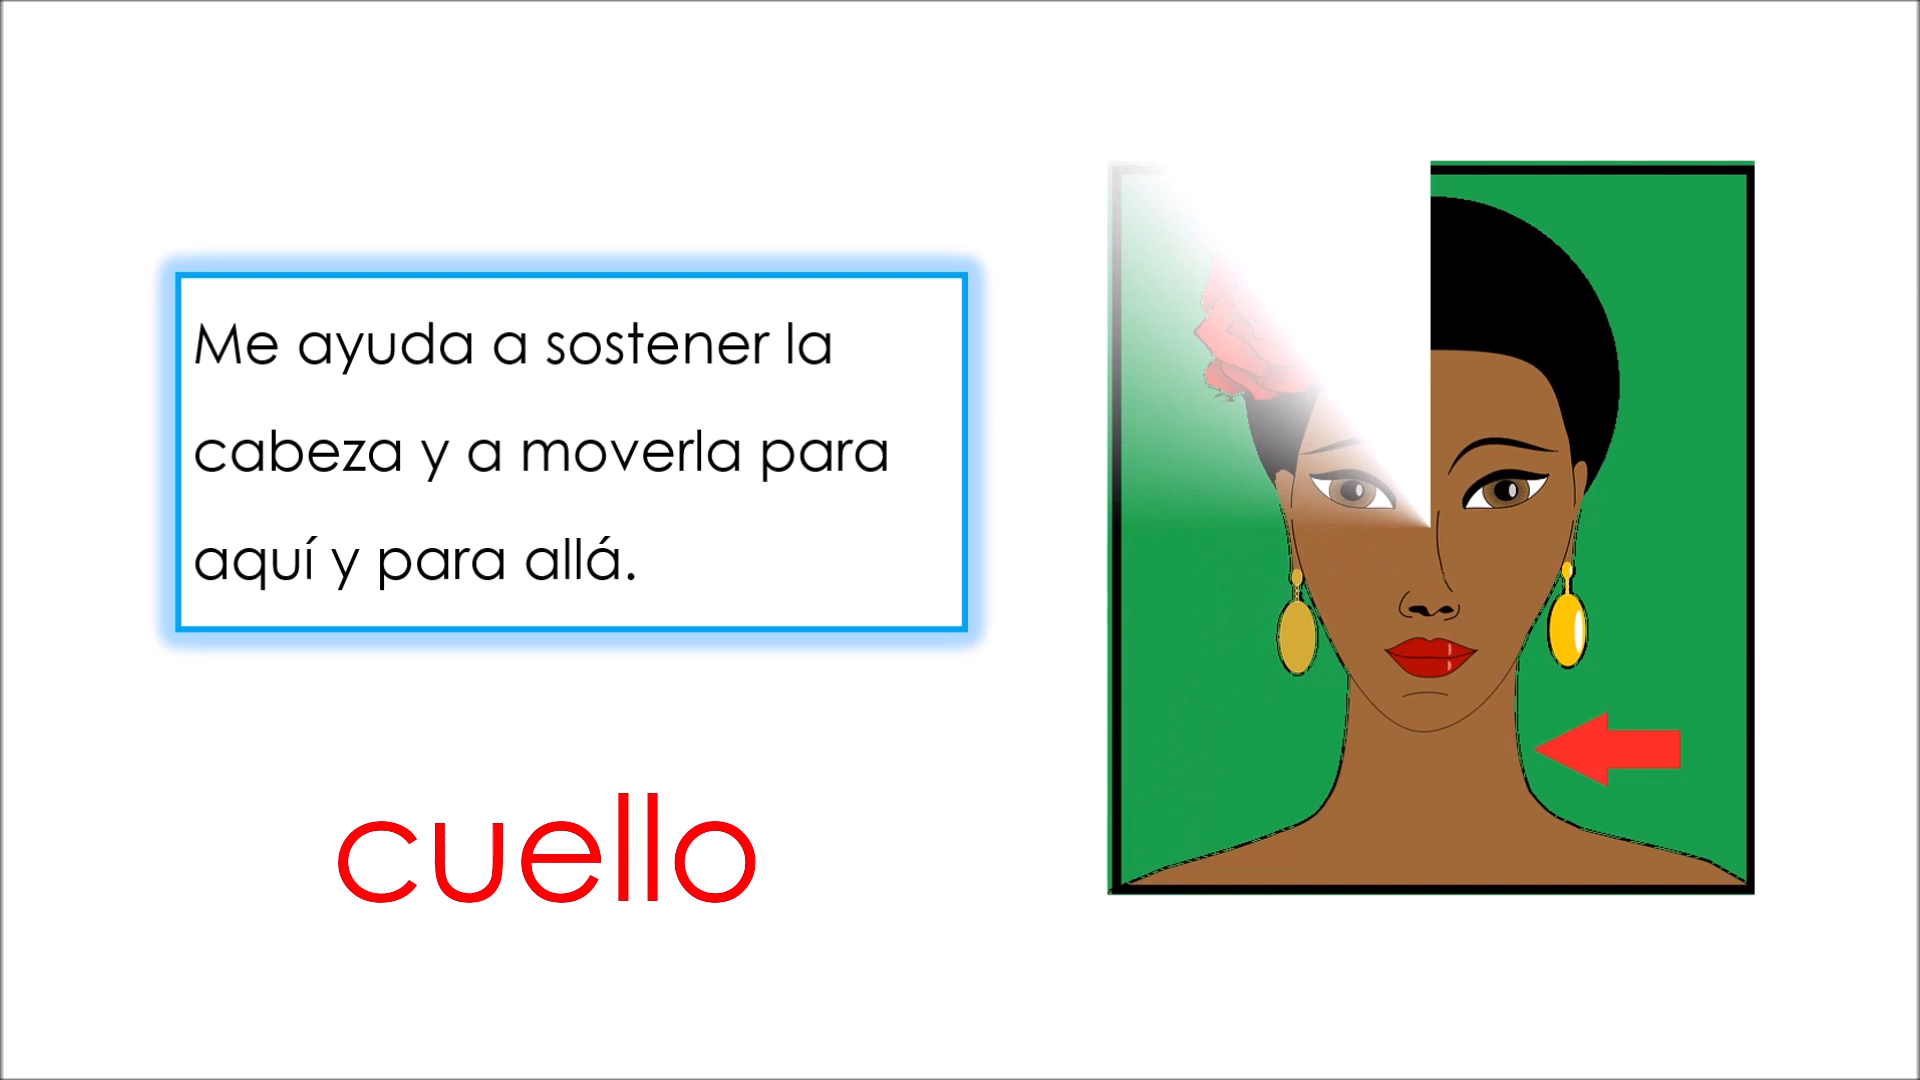 Me ayuda a sostener la
cabeza y a moverla para
aquí y para allá.
cuello